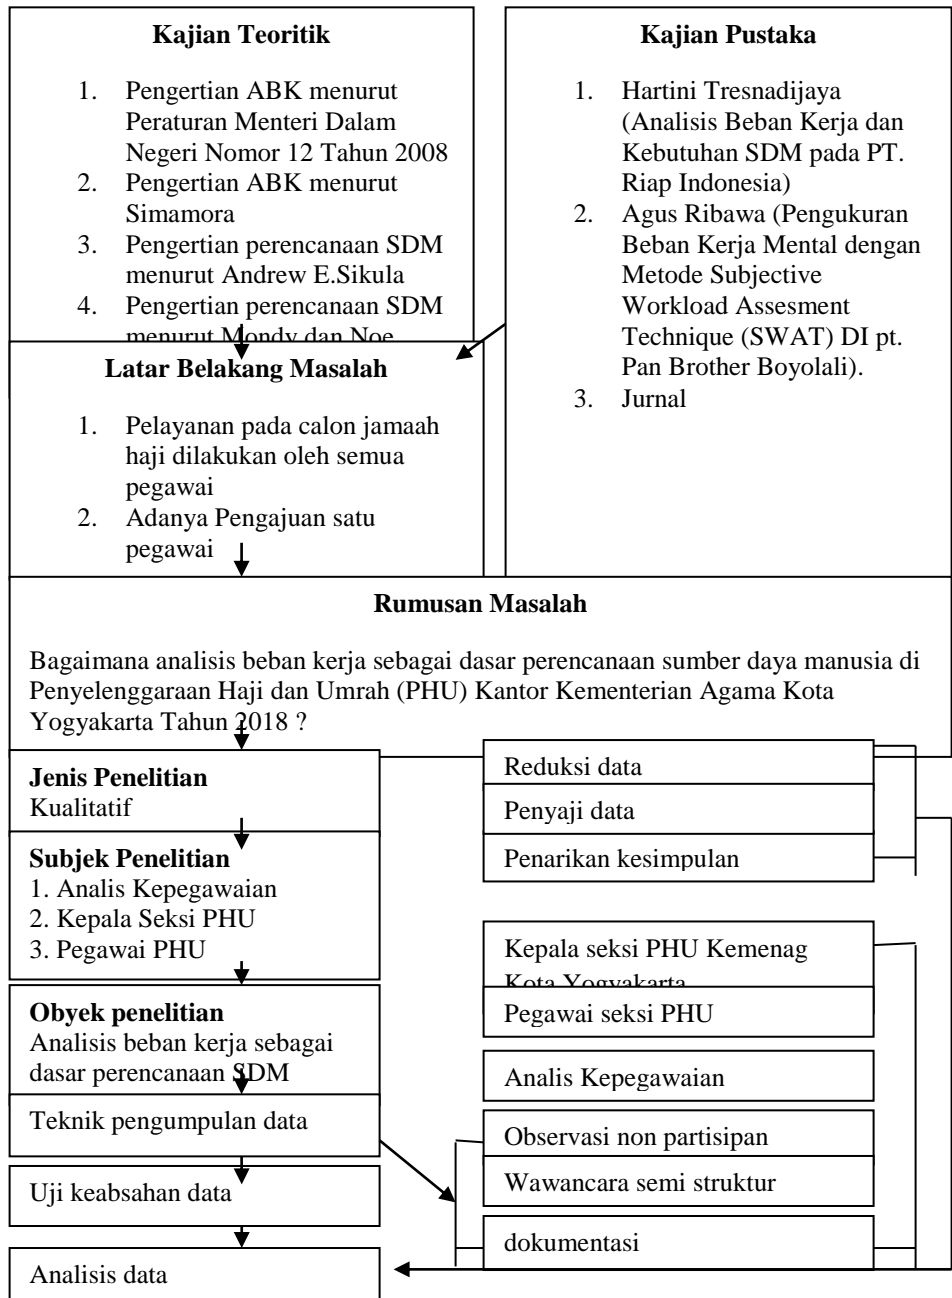 Kajian Teoritik
1. Pengertian ABK menurut
Peraturan Menteri Dalam
Negeri Nomor 12 Tahun 2008
2. Pengertian ABK menurut
Simamora
3. Pengertian perencanaan SDM
menurut Andrew E.Sikula
4. Pengertian perencanaan SDM
menurut Mondy dan Noe
Kajian Pustaka
1. Hartini Tresnadijaya
(Analisis Beban Kerja dan
Kebutuhan SDM pada PT.
Riap Indonesia)
2. Agus Ribawa (Pengukuran
Beban Kerja Mental dengan
Metode Subjective
Workload Assesment
Technique (SWAT) DI pt.
Pan Brother Boyolali).
3. Jurnal
Latar Belakang Masalah
1. Pelayanan pada calon jamaah
haji dilakukan oleh semua
pegawai
2. Adanya Pengajuan satu
pegawai
Rumusan Masalah
Bagaimana analisis beban kerja sebagai dasar perencanaan sumber daya manusia di
Penyelenggaraan Haji dan Umrah (PHU) Kantor Kementerian Agama Kota
Yogyakarta Tahun 2018 ?
Jenis Penelitian
Kualitatif
Subjek Penelitian
1. Analis Kepegawaian
2. Kepala Seksi PHU
3. Pegawai PHU
Obyek penelitian
Analisis beban kerja sebagai
dasar perencanaan SDM
Teknik pengumpulan data
Uji keabsahan data
Analisis data
Reduksi data
Penyaji data
Penarikan kesimpulan
Kepala seksi PHU Kemenag
Kota Yogyakarta
Pegawai seksi PHU
Analis Kepegawaian
Observasi non partisipan
Wawancara semi struktur
dokumentasi